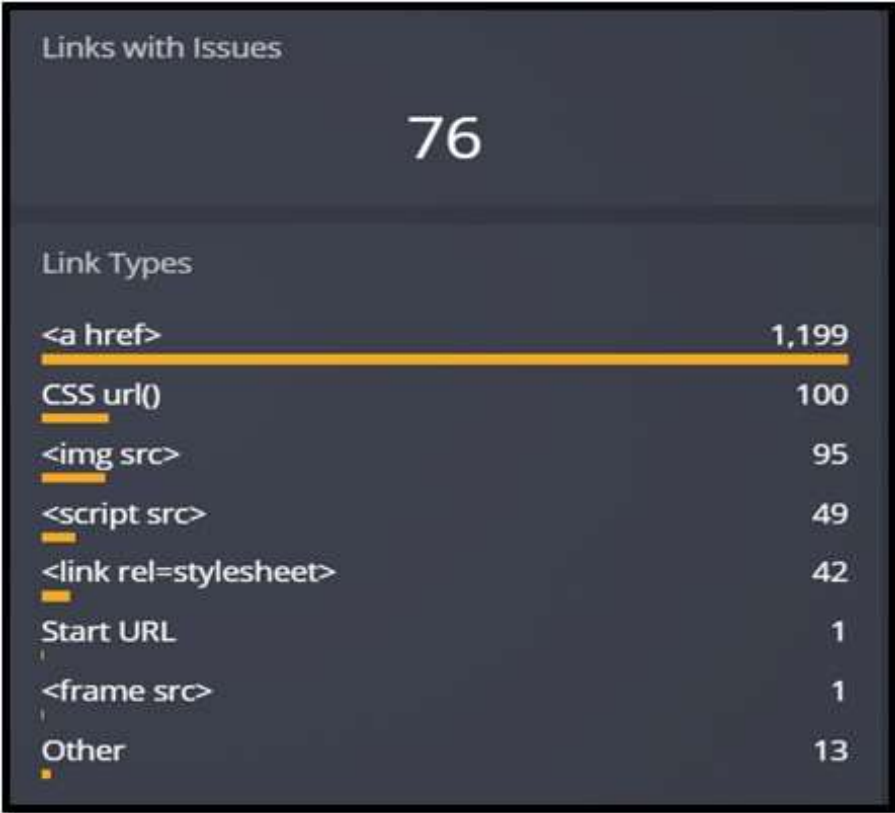 Links with Issues
76
Link Types
<a href> 1,199
CSS url() 100
<img src> 95
<script src> 49
<link rel=stylesheet> 42
Start URL 1
<frame src> 1
Other 13